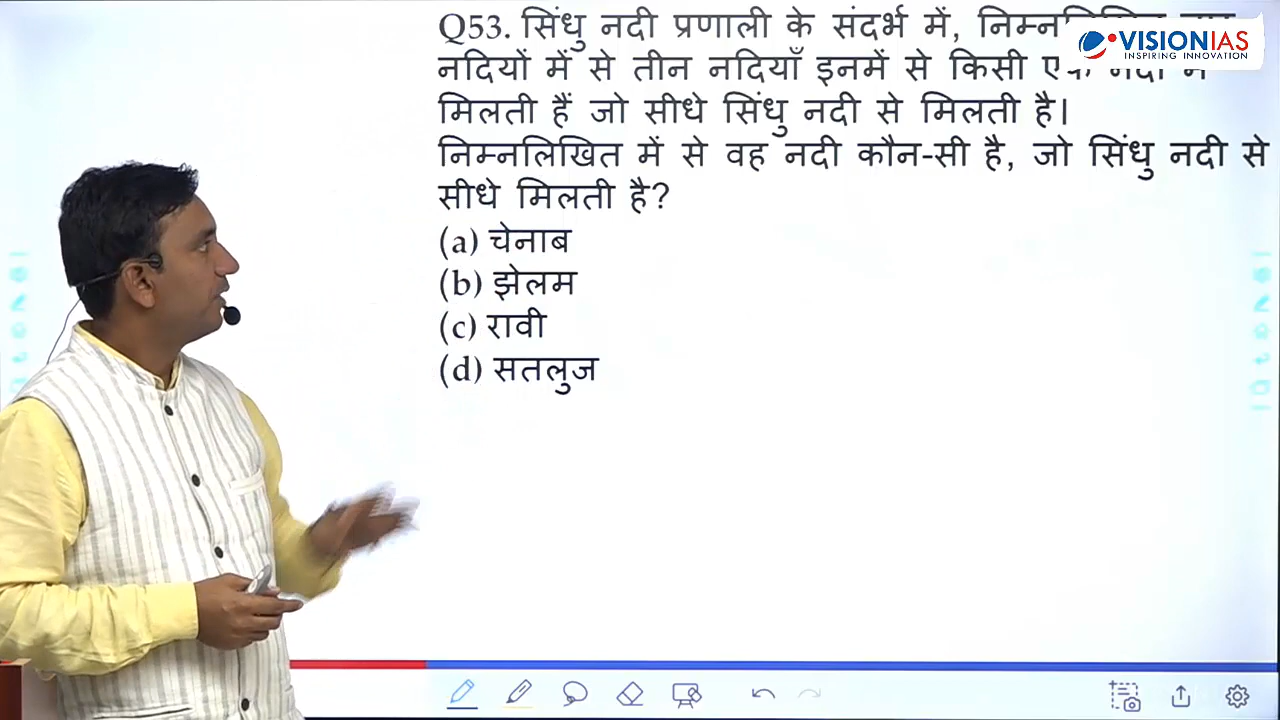 Q53. सिंधु नदी प्रणाली के संदर्भ में,
VISIONIAS
INSPIRING INNOVATION
नदियों में से तीन नदियाँ इनमें से किसी
मिलती हैं जो सीधे सिंधु नदी से मिलती है।
निम्नलिखित में से वह नदी कौन-सी है, जो सिंधु नदी से
सीधे मिलती है?
(a) चेनाब
(b) झेलम
(c) रावी
(d) सतलुज